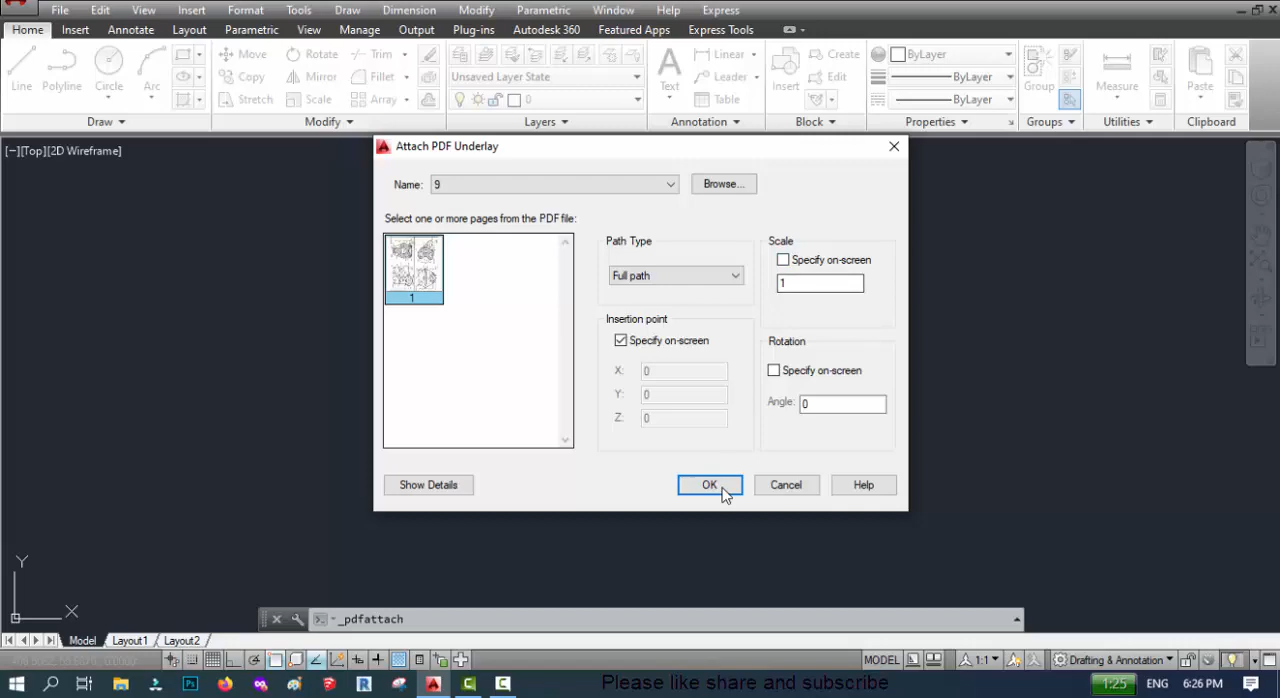 File Edit View Insert Format Tools Draw Dimension Modify Parametric Window Help Express
Home Insert Annotate Layout Parametric View Manage Output Plug-ins Autodesk 360 Featured Apps Express Tools
Line Polyline Circle Arc
Move Rotate Trim
Copy Mirror Fillet
Stretch Scale Array
Unsaved Layer State
0
Text Linear
Leader
Table
Insert Create
Edit
ByLayer
ByLayer
ByLayer
Group Measure Paste
Draw Modify Layers Annotation Block Properties Groups Utilities Clipboard
[−][Top][2D Wireframe]
Attach PDF Underlay
Name: 9 Browse...
Select one or more pages from the PDF file:
1
Path Type
Full path
Scale
Specify on-screen
1
Insertion point
Specify on-screen
X: 0
Y: 0
Z: 0
Rotation
Specify on-screen
Angle: 0
Show Details OK Cancel Help
Y
X
_pdfattach
Model Layout1 Layout2
MODEL 1:1 Drafting & Annotation
Please like share and subscribe
1:25 ENG 6:26 PM